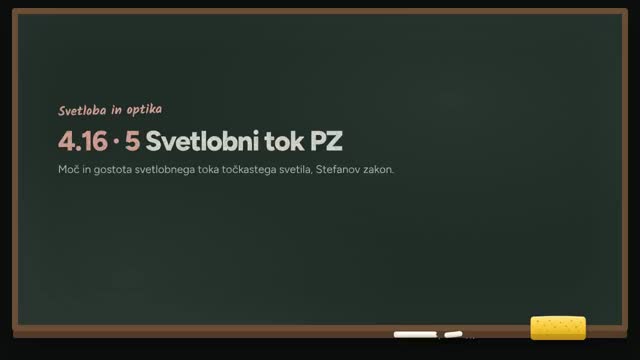 Svetloba in optika
4.16 · 5 Svetlobni tok PZ
Moč in gostota svetlobnega toka točkastega svetila, Stefanov zakon.